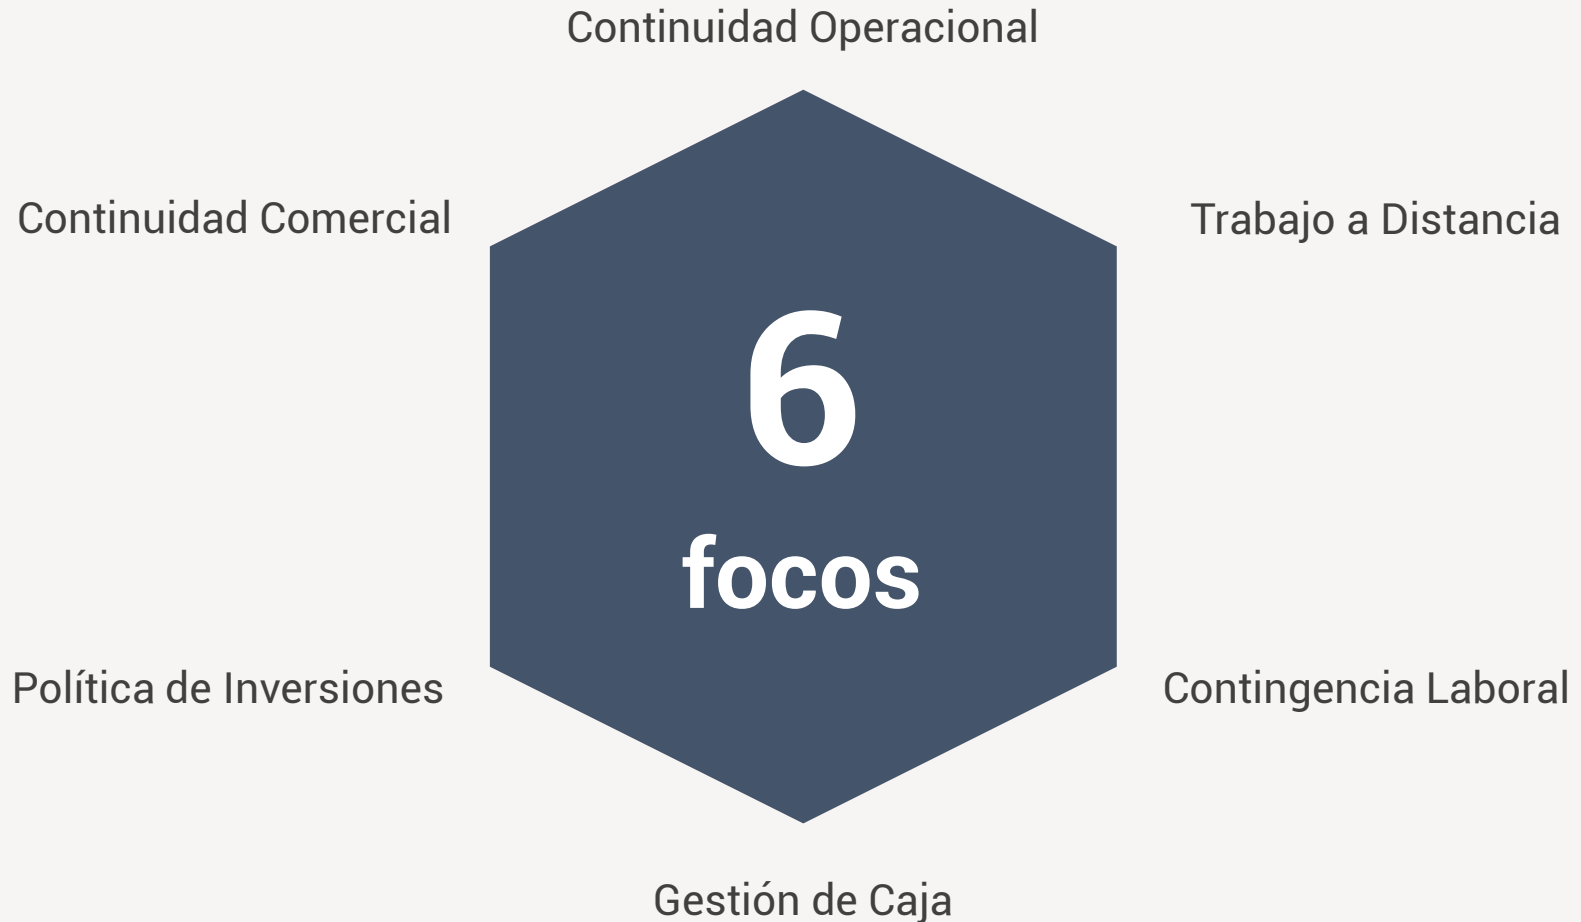 Continuidad Operacional
Continuidad Comercial
Trabajo a Distancia
6
focos
Política de Inversiones
Contingencia Laboral
Gestión de Caja